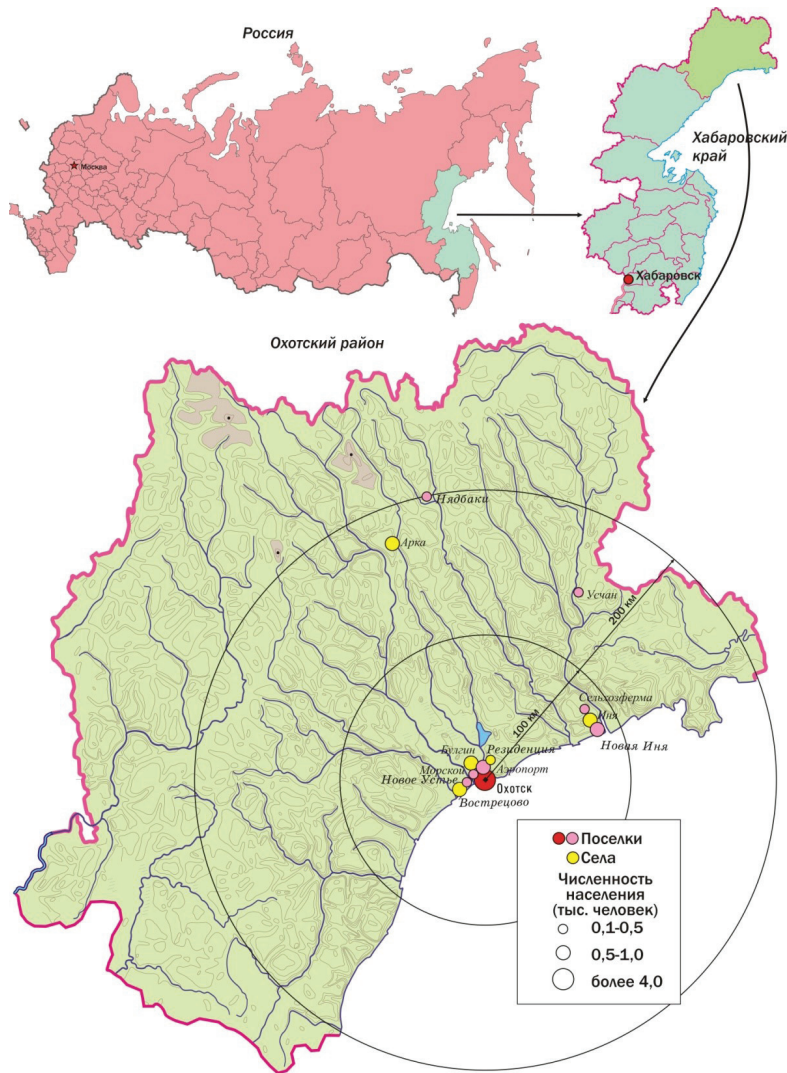 Россия
Москва
Хабаровский
край
Хабаровск
Охотский район
Нядбаки
Арка
Усчан
200 км
Сельхозферма
Иня
100 км
Новая Иня
Булгин
Резиденция
Морской
Аэропорт
Новое Устье
Охотск
Вострецово
Поселки
Села
Численность
населения
(тыс. человек)
0,1-0,5
0,5-1,0
более 4,0